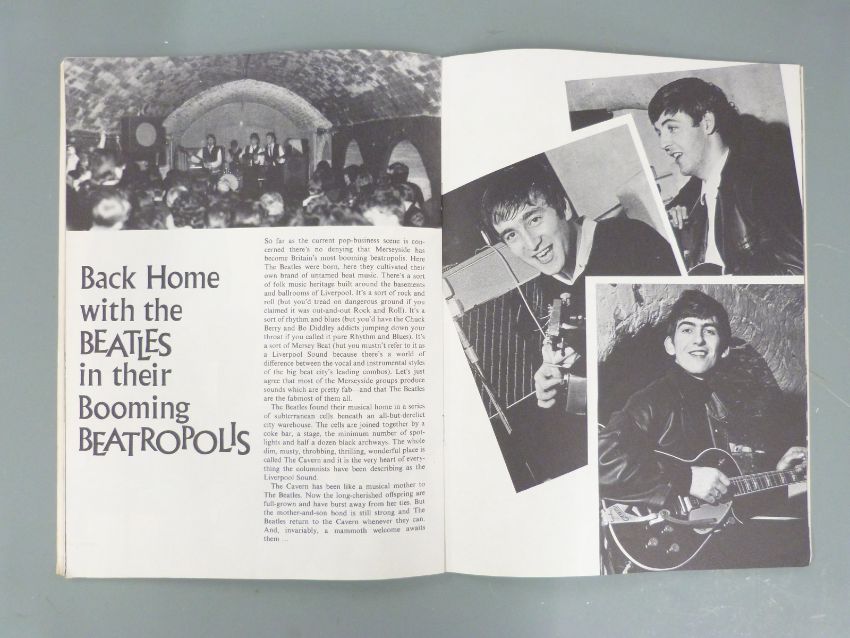 Back Home
with the
BEATLES
in their
Booming
BEATROPOLIS
So far as the current pop-business scene is con-
cerned there's no denying that Merseyside has
become Britain's most booming beatropolis. Here
The Beatles were born, here they cultivated their
own brand of untamed beat music. There's a sort
of folk music heritage built around the basements
and ballrooms of Liverpool. It's a sort of rock and
roll (but you'd tread on dangerous ground if you
claimed it was out-and-out Rock and Roll). It's a
sort of rhythm and blues (but you'd have the Chuck
Berry and Bo Diddley addicts jumping down your
throat if you called it pure Rhythm and Blues). It's
a sort of Mersey Beat (but you mustn't refer to it as
a Liverpool Sound because there's a world of
difference between the vocal and instrumental styles
of the big beat city's leading combos). Let's just
agree that most of the Merseyside groups produce
sounds which are pretty fab—and that The Beatles
are the fabmost of them all.
The Beatles found their musical home in a series
of subterranean cells beneath an all-but-derelict
city warehouse. The cells are joined together by a
coke bar, a stage, the minimum number of spot-
lights and half a dozen black archways. The whole
dim, musty, throbbing, thrilling, wonderful place is
called The Cavern and it is the very heart of every-
thing the columnists have been describing as the
Liverpool Sound.
The Cavern has been like a musical mother to
The Beatles. Now the long-cherished offspring are
full-grown and have burst away from her ties. But
the mother-and-son bond is still strong and The
Beatles return to the Cavern whenever they can.
And, invariably, a mammoth welcome awaits
them ...